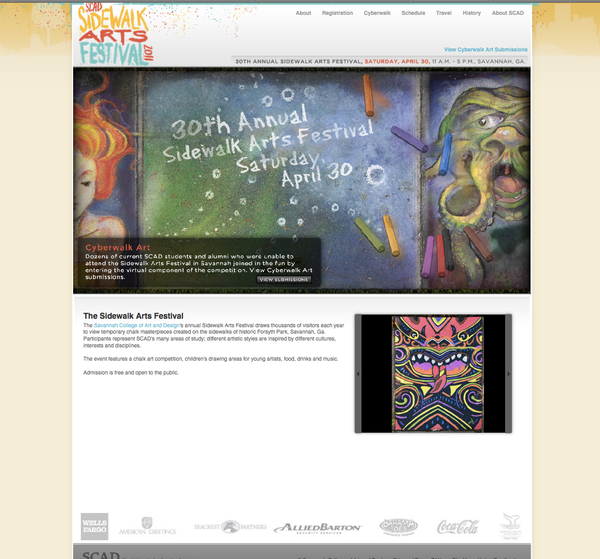 SCAD
SIDEWALK
ARTS
FESTIVAL 2011
About Registration Cyberwalk Schedule Travel History About SCAD
View Cyberwalk Art Submissions
30TH ANNUAL SIDEWALK ARTS FESTIVAL, SATURDAY, APRIL 30, 11 A.M. - 5 P.M., SAVANNAH, GA.
30th Annual
Sidewalk Arts Festival
Saturday,
April 30
Cyberwalk Art
Dozens of current SCAD students and alumni who were unable to
attend the Sidewalk Arts Festival in Savannah joined in the fun by
entering the virtual component of the competition. View Cyberwalk Art
submissions.
VIEW SUBMISSIONS
The Sidewalk Arts Festival
The Savannah College of Art and Design's annual Sidewalk Arts Festival draws thousands of visitors each year
to view temporary chalk masterpieces created on the sidewalks of historic Forsyth Park, Savannah, Ga.
Participants represent SCAD's many areas of study; different artistic styles are inspired by different cultures,
interests and disciplines.
The event features a chalk art competition, children's drawing areas for young artists, food, drinks and music.
Admission is free and open to the public.
WELLS
FARGO
AMERICAN GREETINGS
SEACREST PARTNERS
ALLIEDBARTON
SECURITY SERVICES
Coca-Cola
SCAD